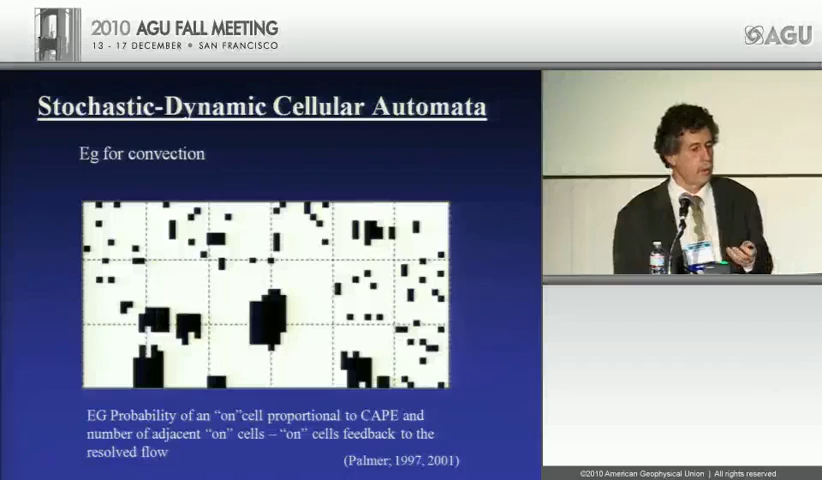 2010 AGU FALL MEETING
13 - 17 DECEMBER • SAN FRANCISCO
AGU
Stochastic-Dynamic Cellular Automata
Eg for convection
EG Probability of an “on”cell proportional to CAPE and
number of adjacent “on” cells – “on” cells feedback to the
resolved flow
(Palmer; 1997, 2001)
©2010 American Geophysical Union | All rights reserved